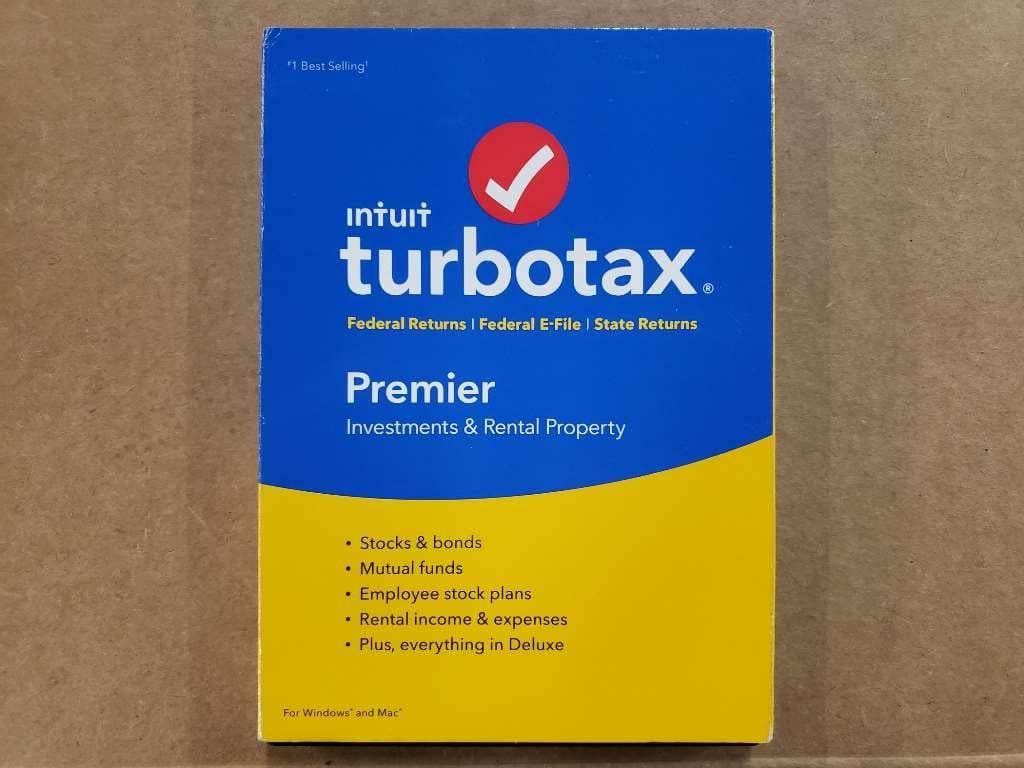 #1 Best Selling!
intuit
turbotax®
Federal Returns | Federal E-File | State Returns
Premier
Investments & Rental Property
• Stocks & bonds
• Mutual funds
• Employee stock plans
• Rental income & expenses
• Plus, everything in Deluxe
For Windows® and Mac®